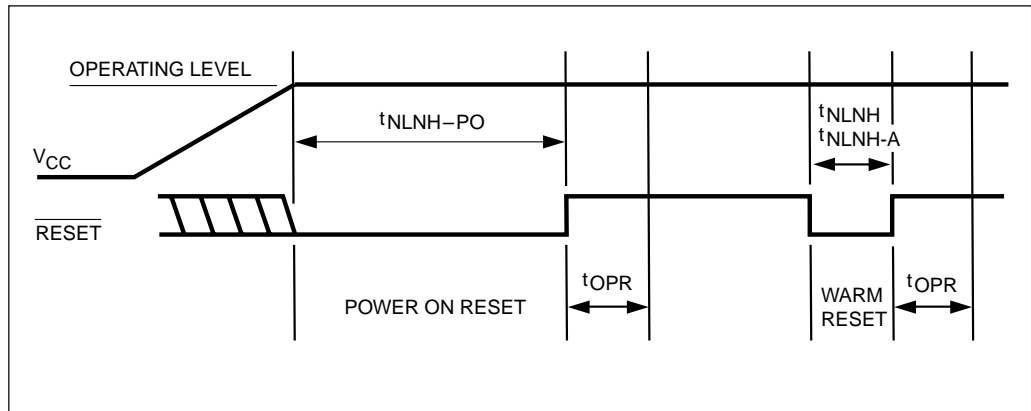 OPERATING LEVEL
tNLNH–PO
tNLNH
tNLNH-A
VCC
RESET
tOPR
tOPR
POWER ON RESET
WARM
RESET